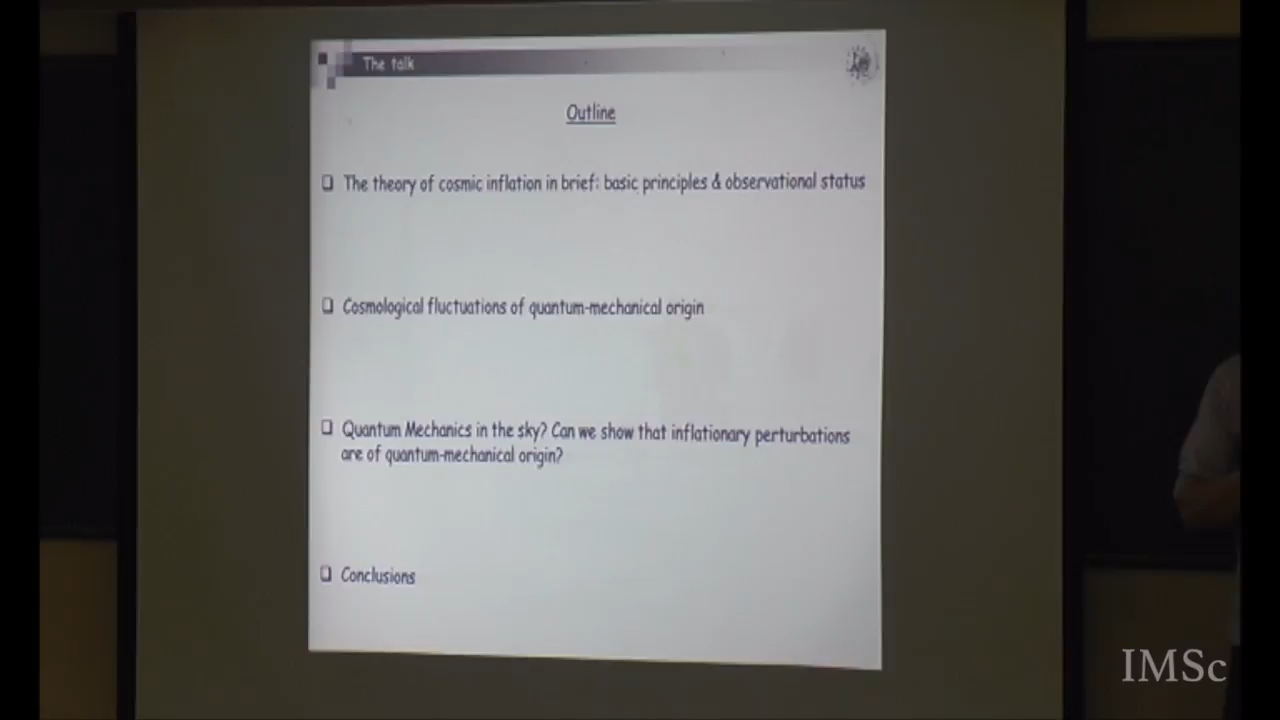 The talk
Outline
❑ The theory of cosmic inflation in brief: basic principles & observational status
❑ Cosmological fluctuations of quantum-mechanical origin
❑ Quantum Mechanics in the sky? Can we show that inflationary perturbations
are of quantum-mechanical origin?
❑ Conclusions
IMSc